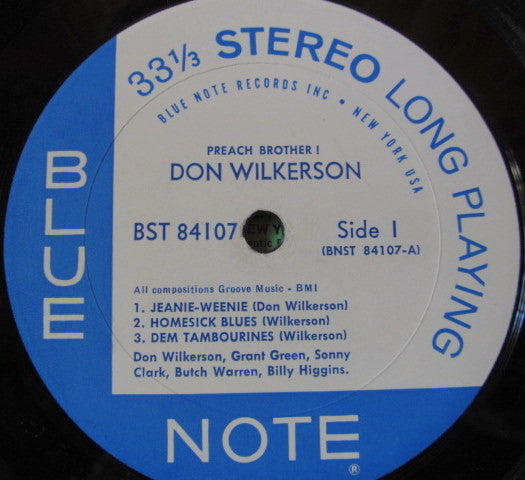 33⅓ STEREO LONG PLAYING
BLUE NOTE RECORDS INC • NEW YORK USA
PREACH BROTHER!
DON WILKERSON
BST 84107
Side 1
(BNST 84107-A)
All compositions Groove Music - BMI
1. JEANIE-WEENIE (Don Wilkerson)
2. HOMESICK BLUES (Wilkerson)
3. DEM TAMBOURINES (Wilkerson)
Don Wilkerson, Grant Green, Sonny
Clark, Butch Warren, Billy Higgins.
BLUE
NOTE
®